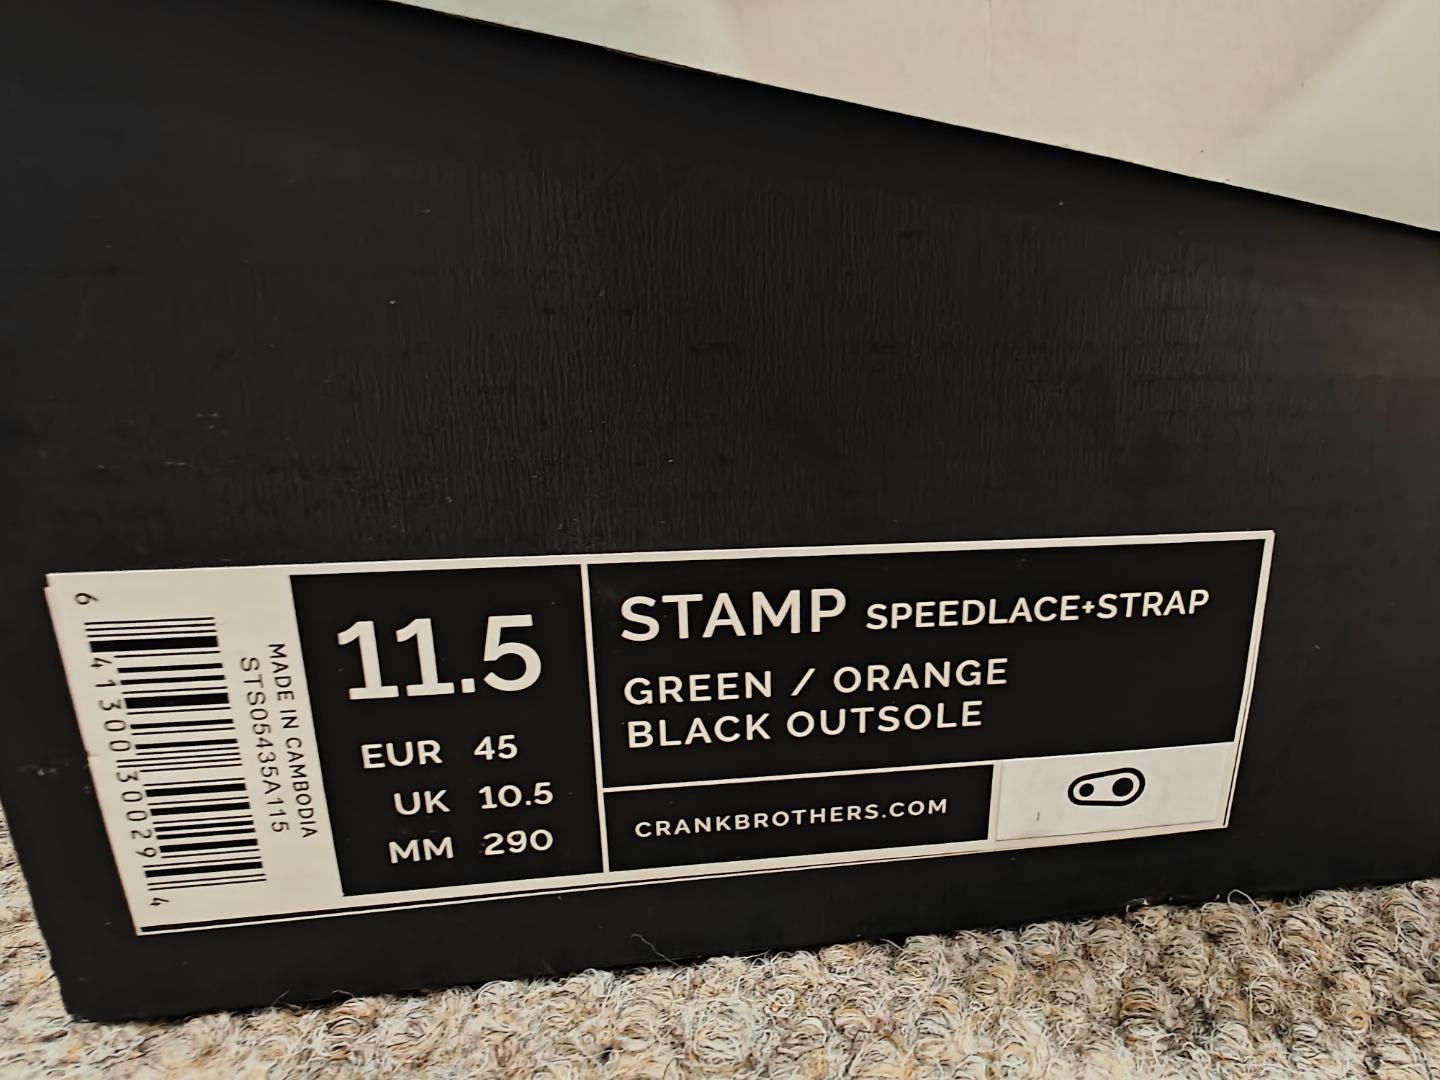 6 41300 30029 4
MADE IN CAMBODIA
STS05435A115
11.5
EUR 45
UK 10.5
MM 290
STAMP SPEEDLACE+STRAP
GREEN / ORANGE
BLACK OUTSOLE
CRANKBROTHERS.COM